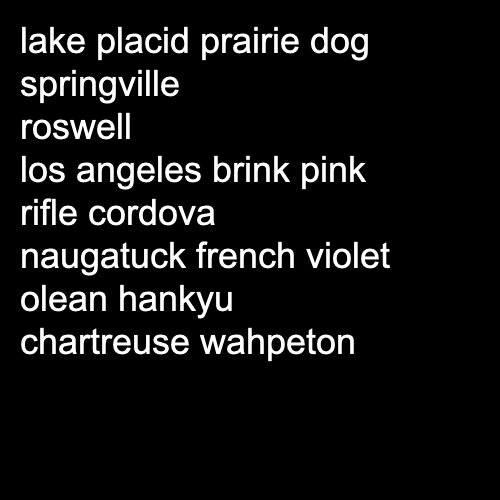 lake placid prairie dog
springville
roswell
los angeles brink pink
rifle cordova
naugatuck french violet
olean hankyu
chartreuse wahpeton